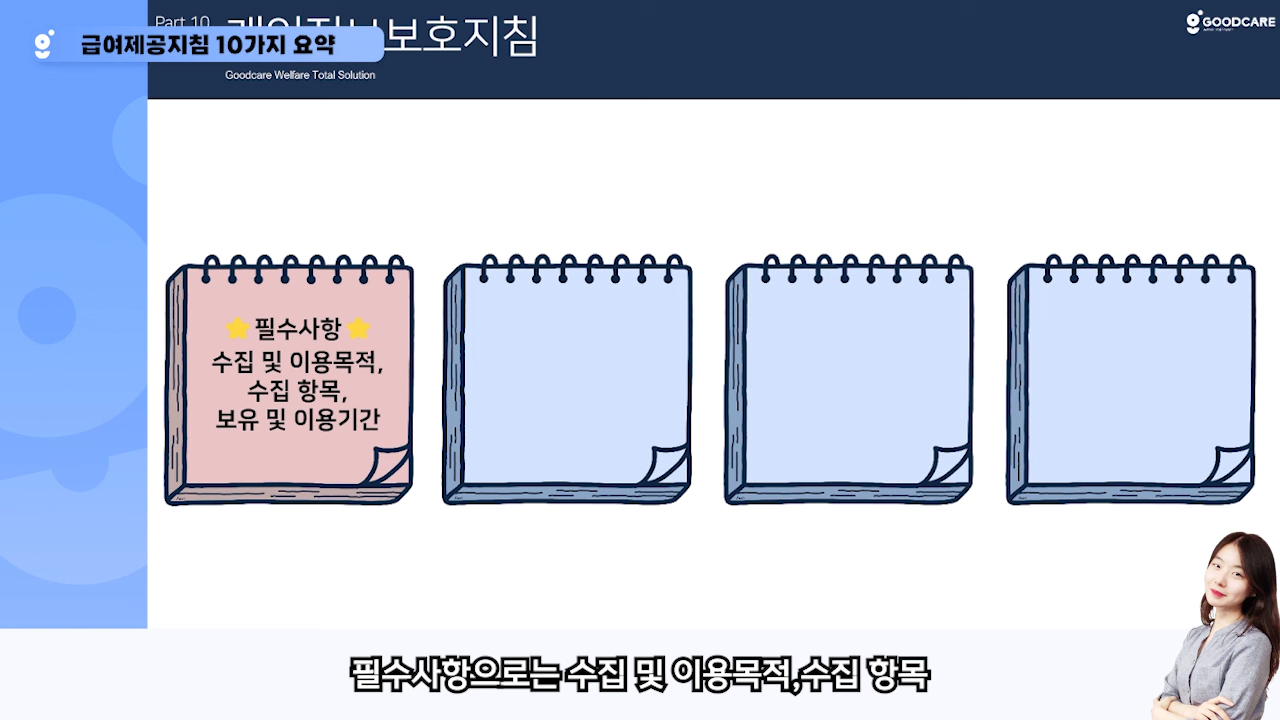 Part 10
보호지침
급여제공지침 10가지 요약
Goodcare Welfare Total Solution
GOODCARE
필수사항
수집 및 이용목적,
수집 항목,
보유 및 이용기간
필수사항으로는 수집 및 이용목적,수집 항목